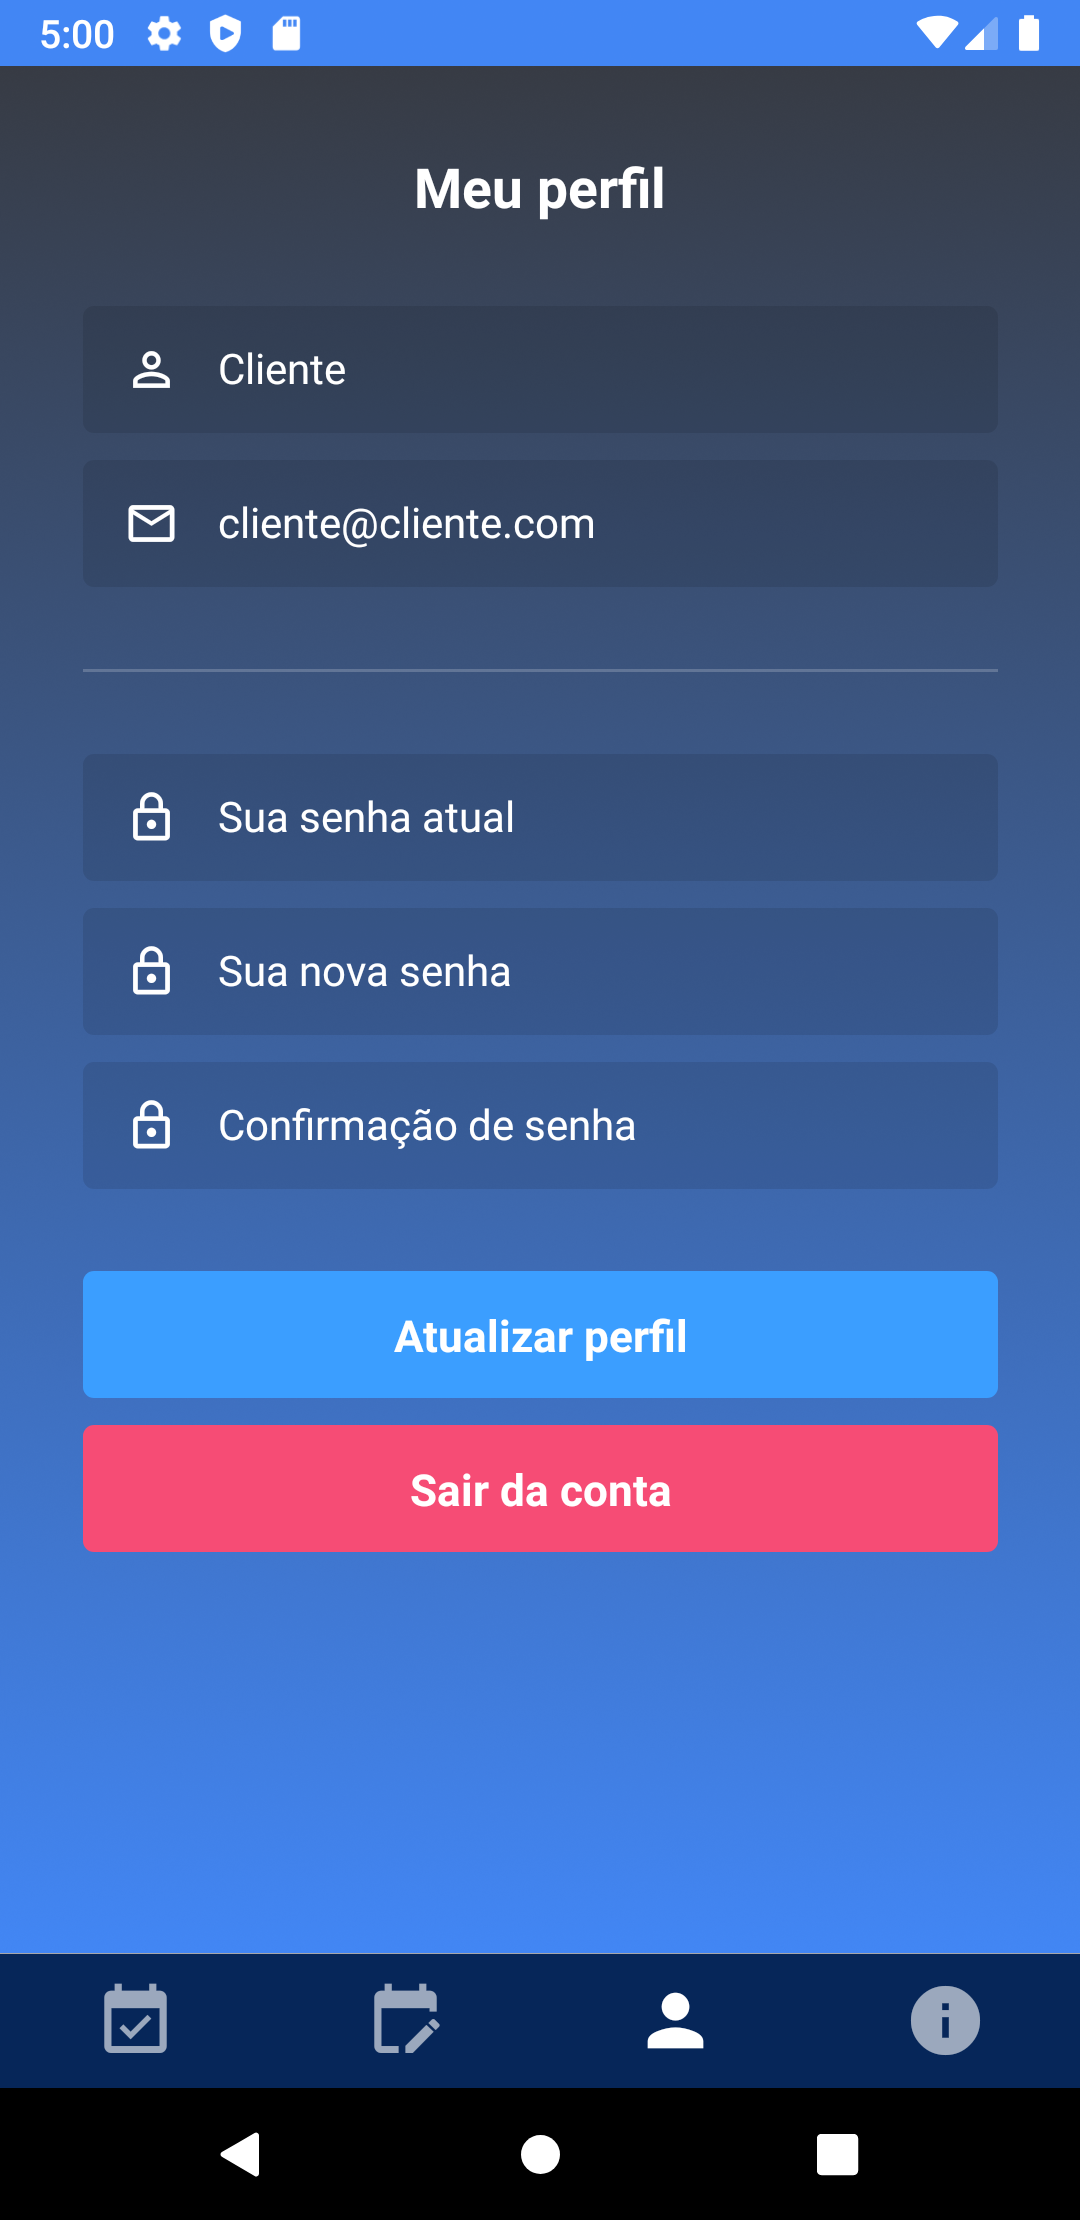 5:00
Meu perfil
Cliente
cliente@cliente.com
Sua senha atual
Sua nova senha
Confirmação de senha
Atualizar perfil
Sair da conta